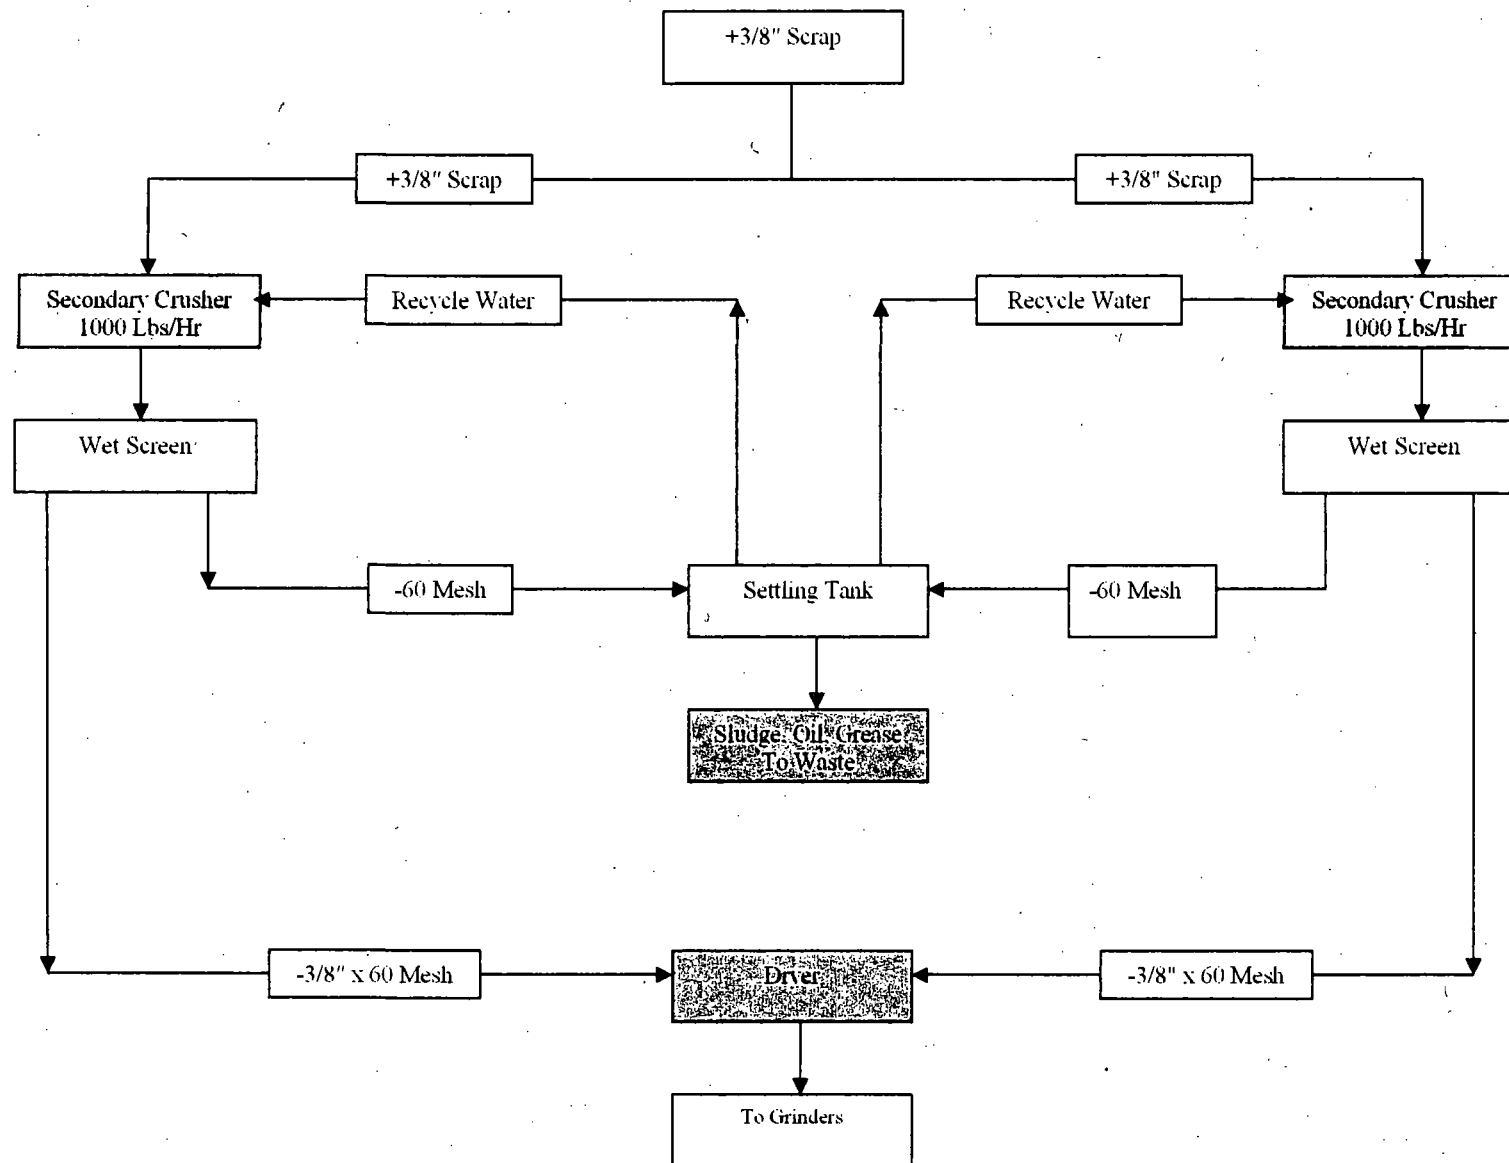 +3/8" Scrap
+3/8" Scrap
+3/8" Scrap
Secondary Crusher
1000 Lbs/Hr
Recycle Water
Recycle Water
Secondary Crusher
1000 Lbs/Hr
Wet Screen
Wet Screen
-60 Mesh
Settling Tank
-60 Mesh
Sludge, Oil, Grease
To Waste
-3/8" x 60 Mesh
Dryer
-3/8" x 60 Mesh
To Grinders